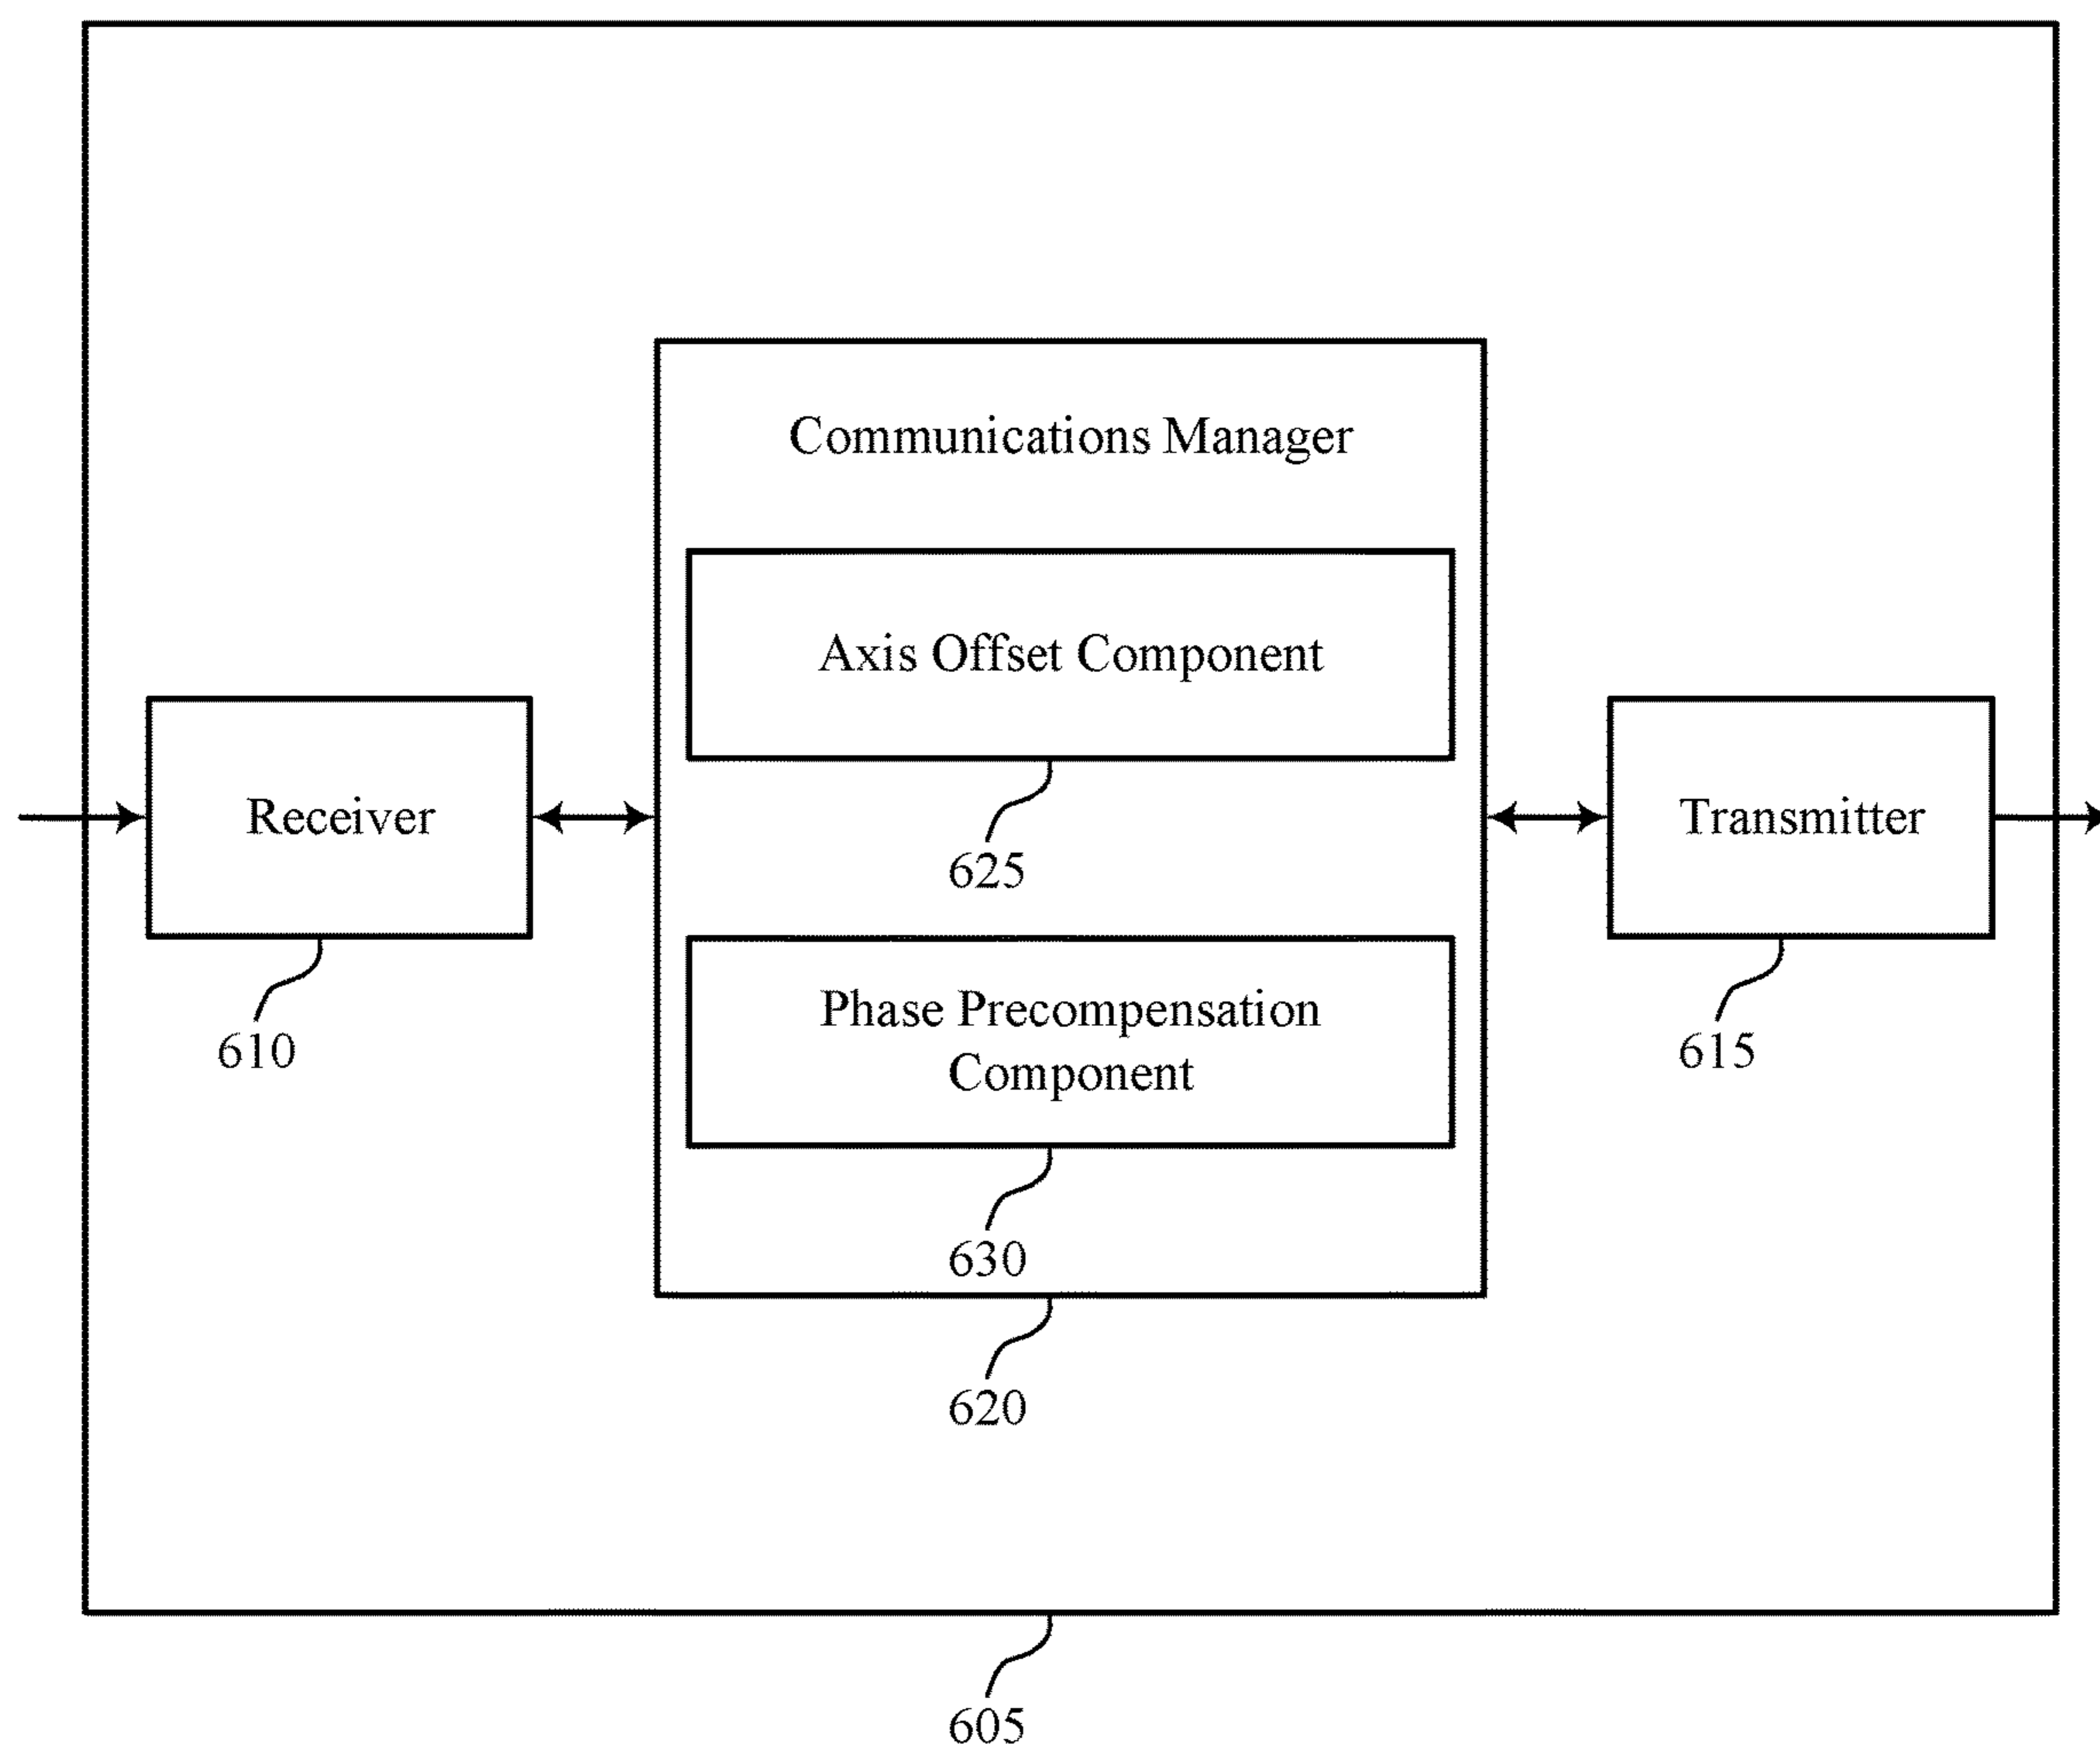 Communications Manager
Axis Offset Component
625
Receiver
610
Transmitter
615
Phase Precompensation
Component
630
620
605